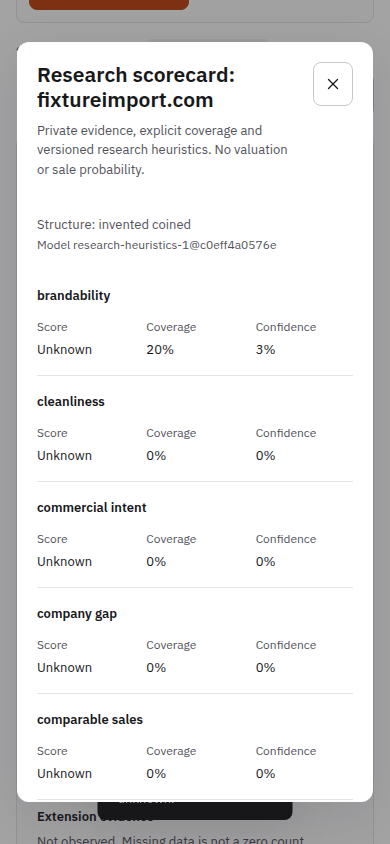 Research scorecard:
fixtureimport.com
Private evidence, explicit coverage and
versioned research heuristics. No valuation
or sale probability.
Structure: invented coined
Model research-heuristics-1@c0eff4a0576e
brandability
Score Coverage Confidence
Unknown 20% 3%
cleanliness
Score Coverage Confidence
Unknown 0% 0%
commercial intent
Score Coverage Confidence
Unknown 0% 0%
company gap
Score Coverage Confidence
Unknown 0% 0%
comparable sales
Score Coverage Confidence
Unknown 0% 0%
Extension
Not observed. Missing data is not a zero count.